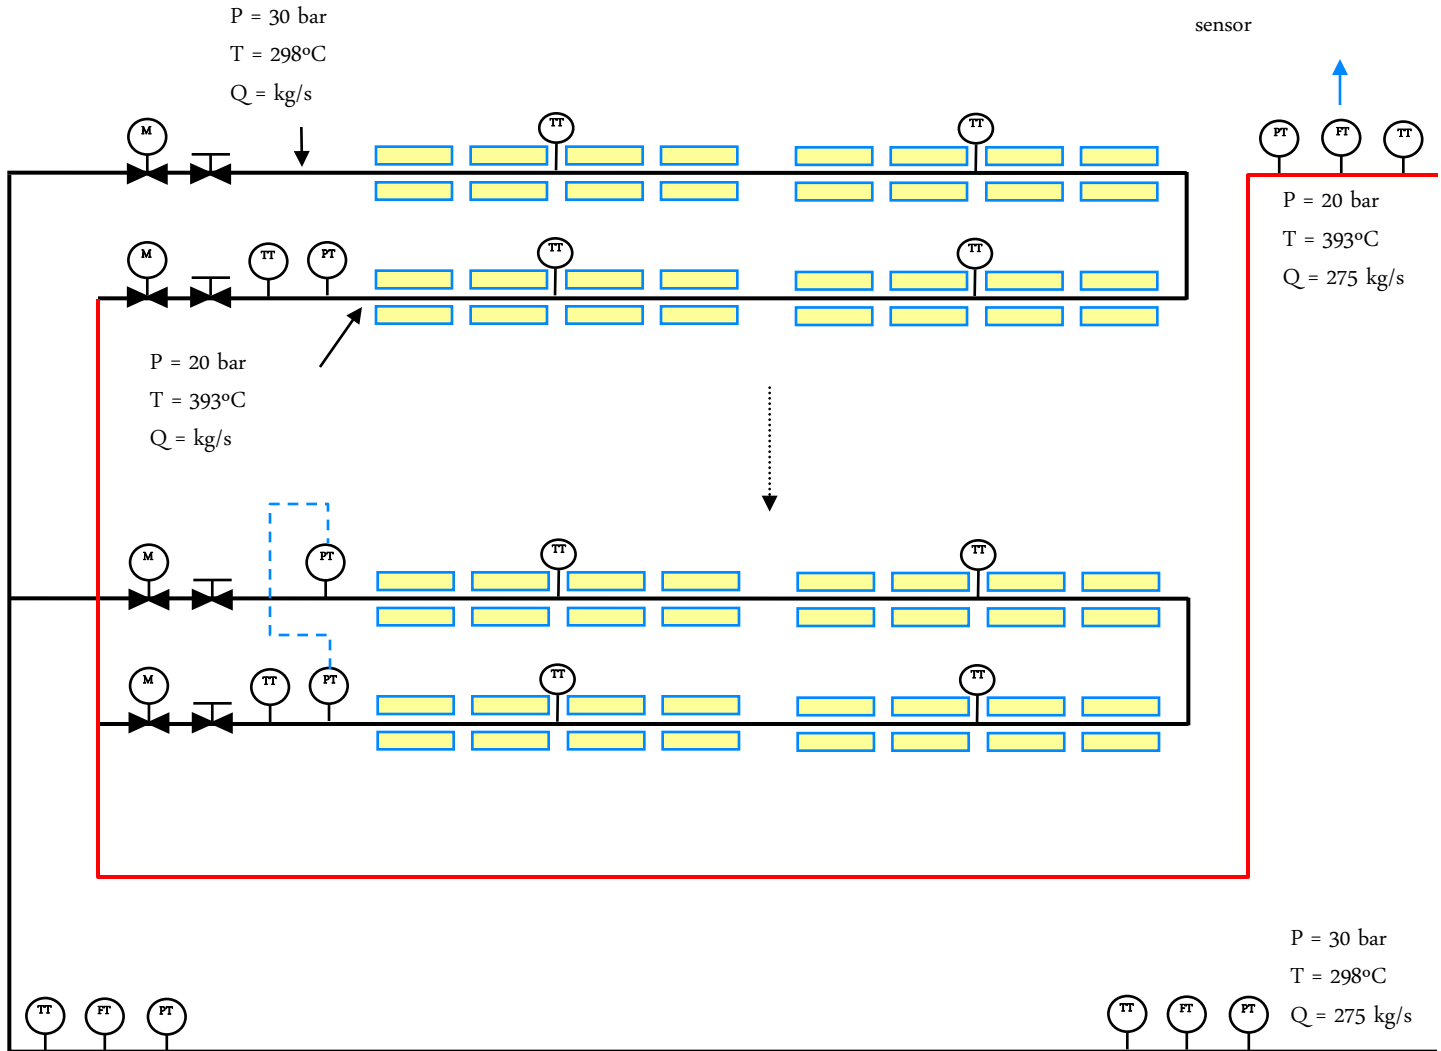 P = 30 bar
T = 298ºC
Q = kg/s
sensor
M
TT
TT
PT
FT
TT
P = 20 bar
T = 393ºC
Q = 275 kg/s
M
TT
PT
TT
TT
P = 20 bar
T = 393ºC
Q = kg/s
M
PT
TT
TT
M
TT
PT
TT
TT
P = 30 bar
T = 298ºC
Q = 275 kg/s
TT
FT
PT
TT
FT
PT